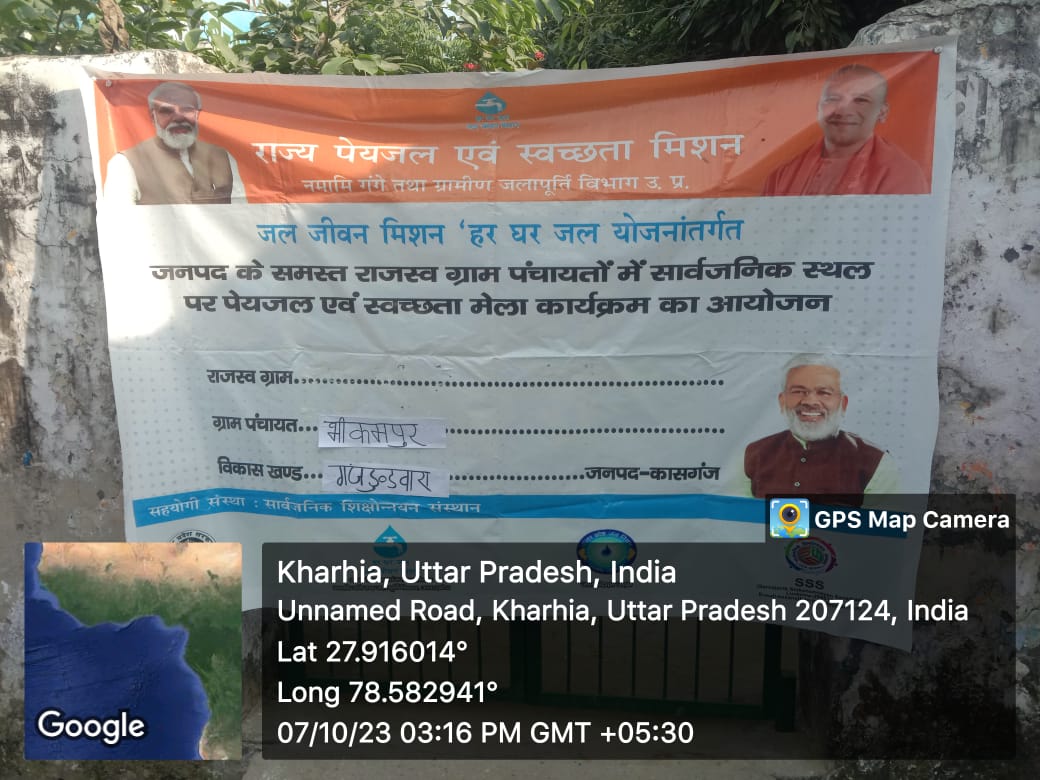 राज्य पेयजल एवं स्वच्छता मिशन
नमामि गंगे तथा ग्रामीण जलापूर्ति विभाग उ. प्र.
जल जीवन मिशन 'हर घर जल योजनांतर्गत
जनपद के समस्त राजस्व ग्राम पंचायतों में सार्वजनिक स्थल
पर पेयजल एवं स्वच्छता मेला कार्यक्रम का आयोजन
राजस्व ग्राम........................................................
ग्राम पंचायत... भीकमपुर ........................................
विकास खण्ड... गंजडुन्डवारा ....................जनपद-कासगंज
सहयोगी संस्था : सार्वजनिक शिक्षोन्नयन संस्थान
SSS
GPS Map Camera
Kharhia, Uttar Pradesh, India
Unnamed Road, Kharhia, Uttar Pradesh 207124, India
Lat 27.916014°
Long 78.582941°
07/10/23 03:16 PM GMT +05:30
Google